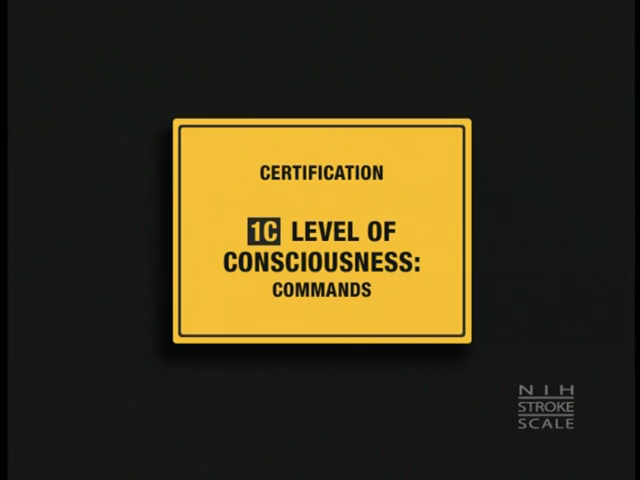 CERTIFICATION
1C LEVEL OF
CONSCIOUSNESS:
COMMANDS
NIH
STROKE
SCALE